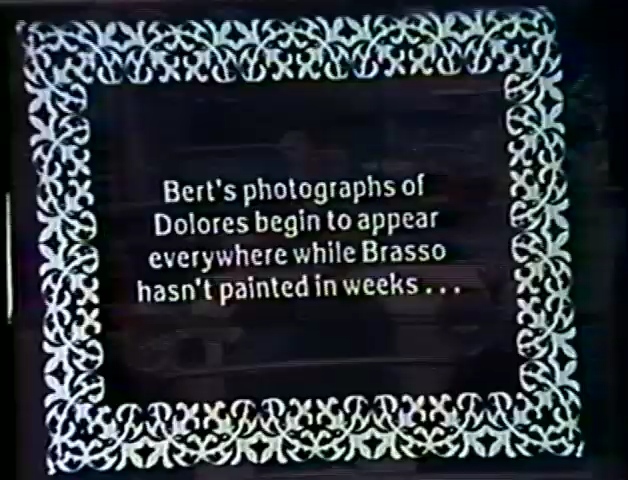 Bert's photographs of
Dolores begin to appear
everywhere while Brasso
hasn't painted in weeks...